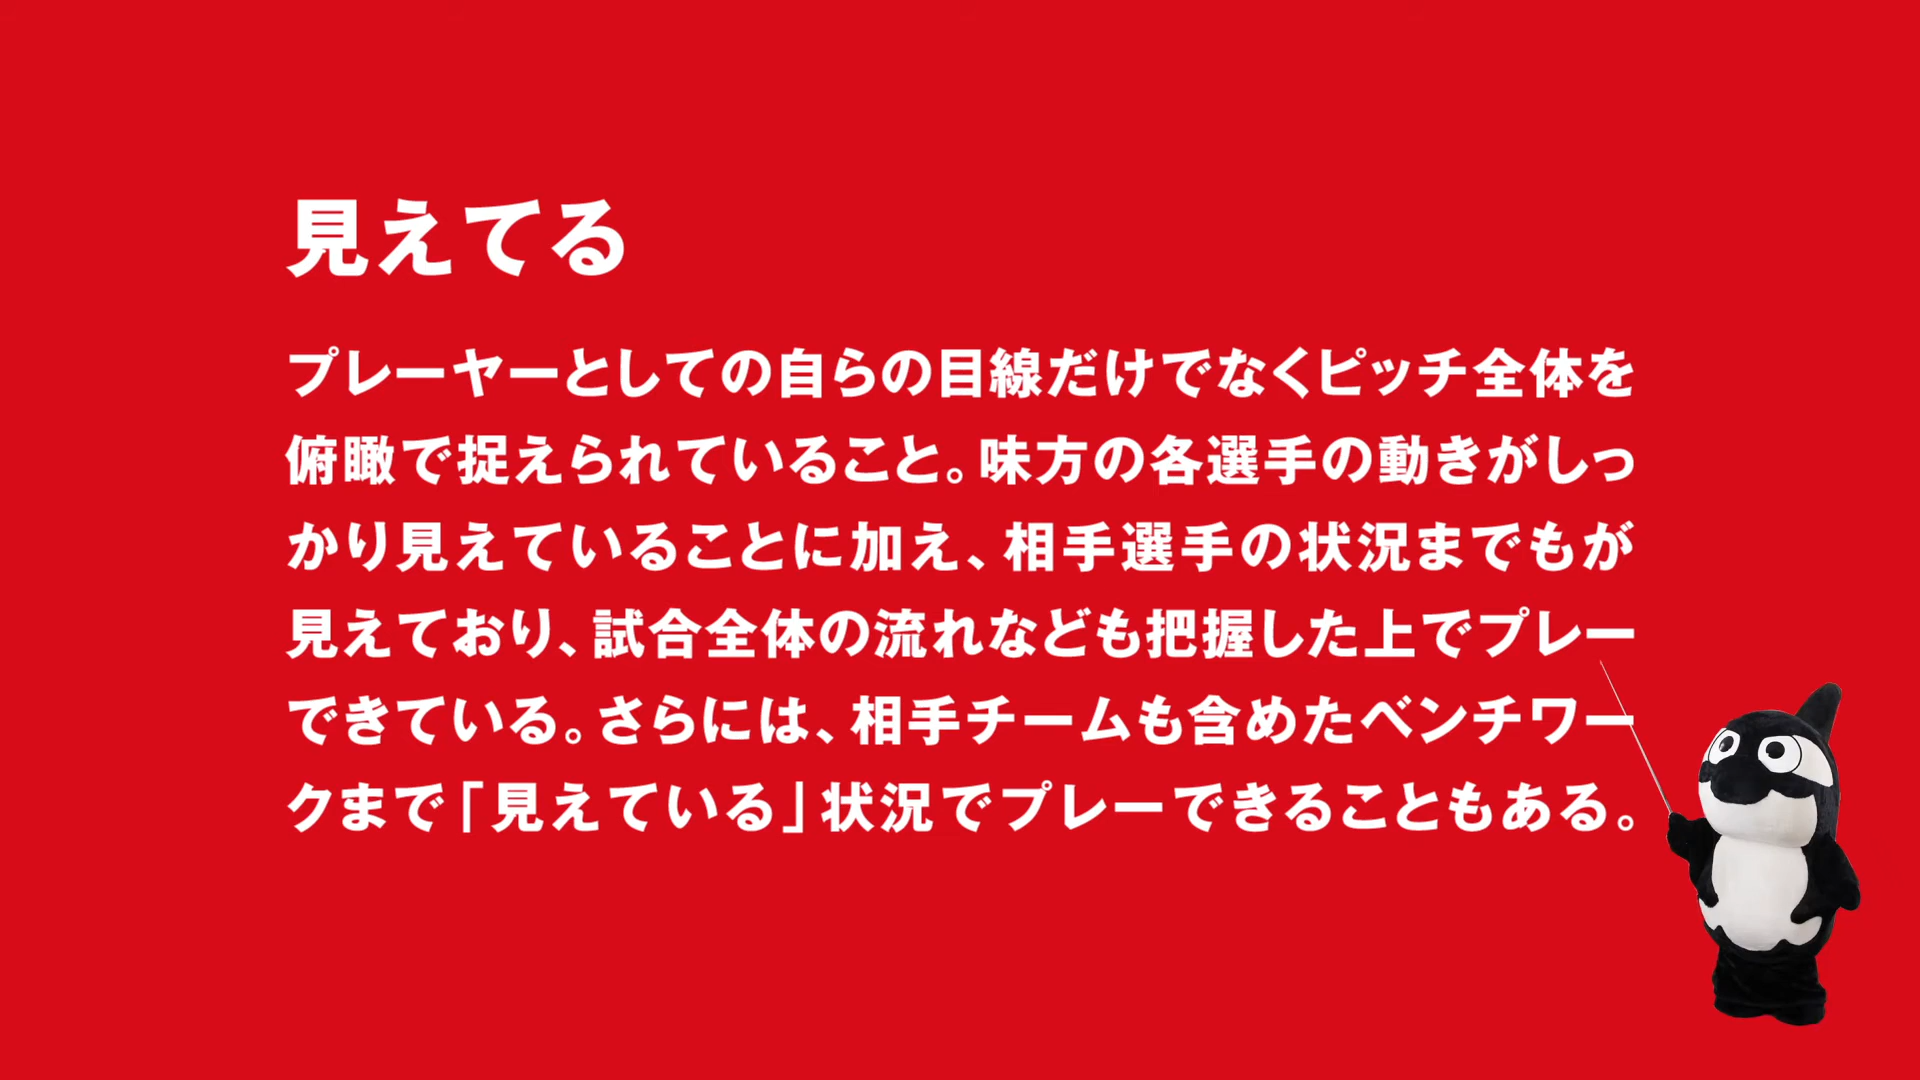 見えてる
プレーヤーとしての自らの目線だけでなくピッチ全体を
俯瞰で捉えられていること。味方の各選手の動きがしっ
かり見えていることに加え、相手選手の状況までもが
見えており、試合全体の流れなども把握した上でプレー
できている。さらには、相手チームも含めたベンチワー
クまで「見えている」状況でプレーできることもある。